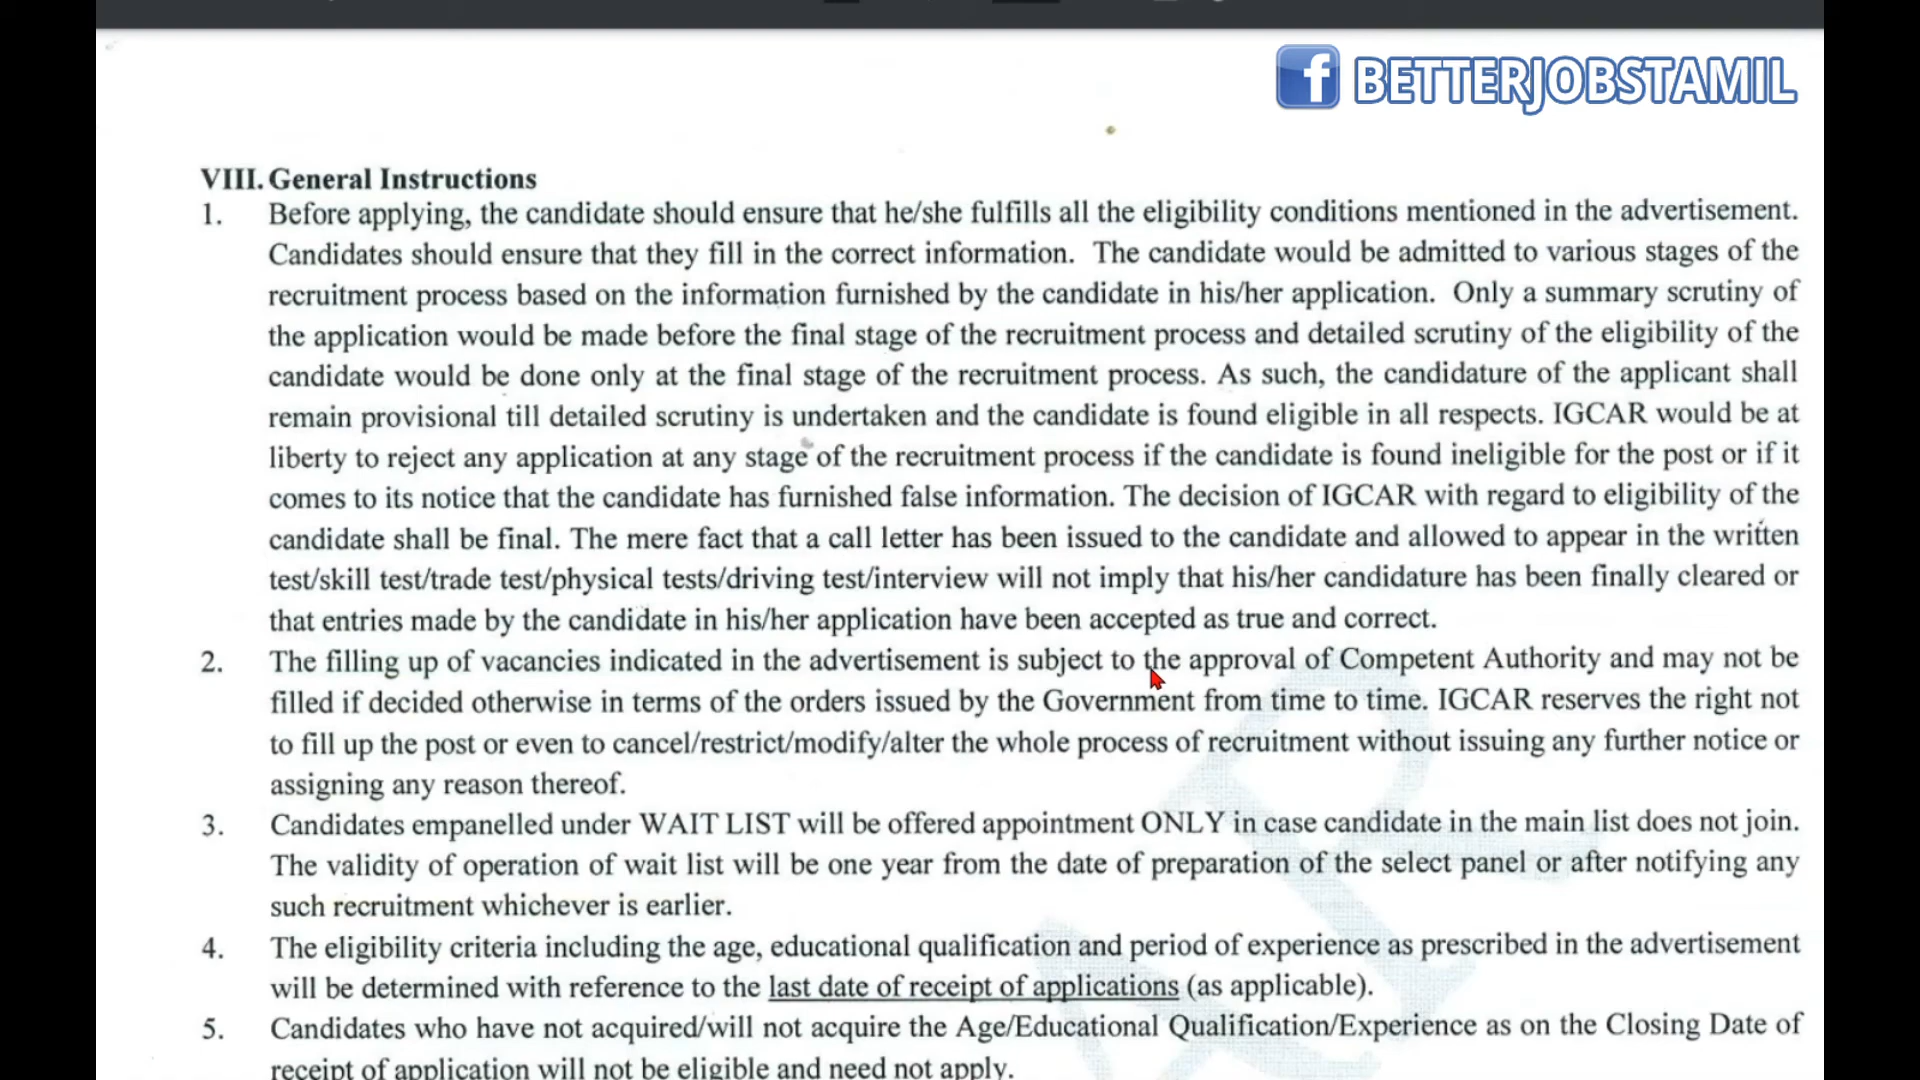 BETTERJOBSTAMIL
VIII. General Instructions
1. Before applying, the candidate should ensure that he/she fulfills all the eligibility conditions mentioned in the advertisement.
Candidates should ensure that they fill in the correct information. The candidate would be admitted to various stages of the
recruitment process based on the information furnished by the candidate in his/her application. Only a summary scrutiny of
the application would be made before the final stage of the recruitment process and detailed scrutiny of the eligibility of the
candidate would be done only at the final stage of the recruitment process. As such, the candidature of the applicant shall
remain provisional till detailed scrutiny is undertaken and the candidate is found eligible in all respects. IGCAR would be at
liberty to reject any application at any stage of the recruitment process if the candidate is found ineligible for the post or if it
comes to its notice that the candidate has furnished false information. The decision of IGCAR with regard to eligibility of the
candidate shall be final. The mere fact that a call letter has been issued to the candidate and allowed to appear in the written
test/skill test/trade test/physical tests/driving test/interview will not imply that his/her candidature has been finally cleared or
that entries made by the candidate in his/her application have been accepted as true and correct.
2. The filling up of vacancies indicated in the advertisement is subject to the approval of Competent Authority and may not be
filled if decided otherwise in terms of the orders issued by the Government from time to time. IGCAR reserves the right not
to fill up the post or even to cancel/restrict/modify/alter the whole process of recruitment without issuing any further notice or
assigning any reason thereof.
3. Candidates empanelled under WAIT LIST will be offered appointment ONLY in case candidate in the main list does not join.
The validity of operation of wait list will be one year from the date of preparation of the select panel or after notifying any
such recruitment whichever is earlier.
4. The eligibility criteria including the age, educational qualification and period of experience as prescribed in the advertisement
will be determined with reference to the last date of receipt of applications (as applicable).
5. Candidates who have not acquired/will not acquire the Age/Educational Qualification/Experience as on the Closing Date of
receipt of application will not be eligible and need not apply.